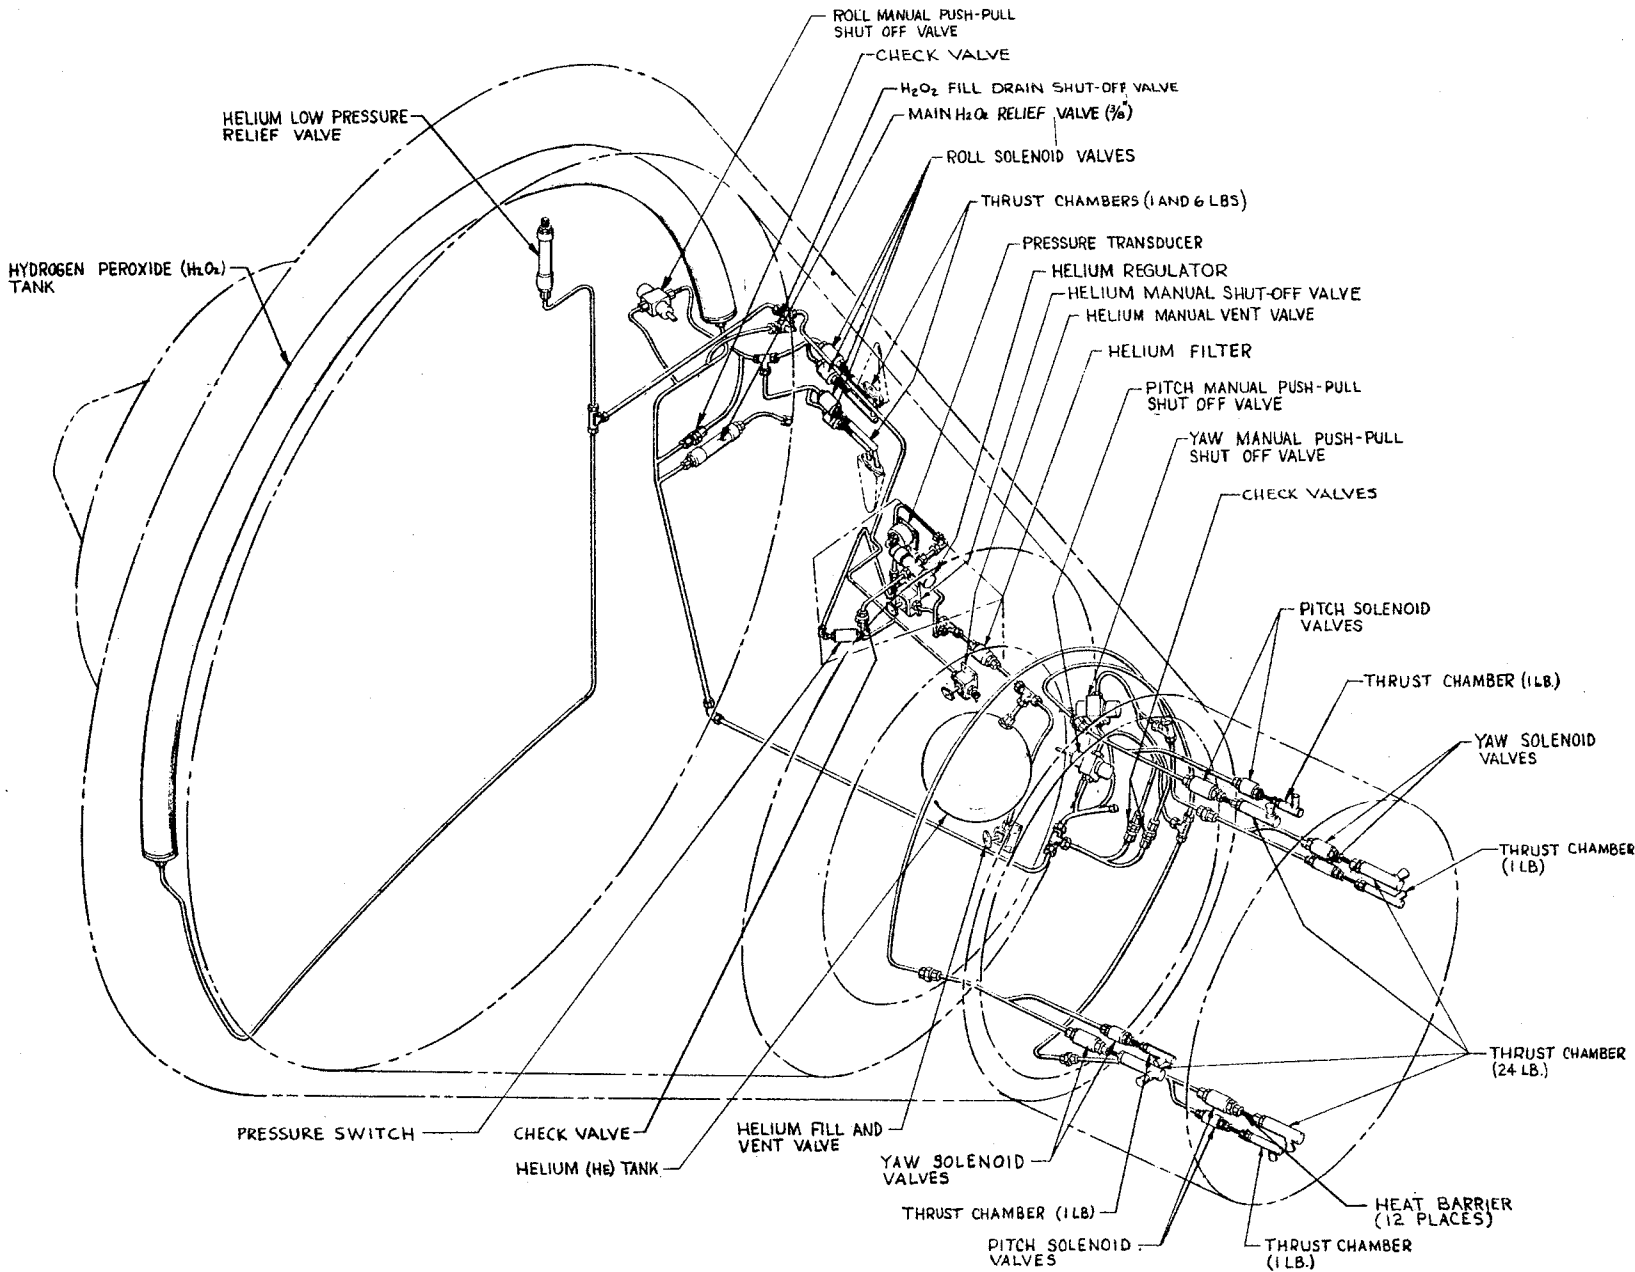 ROLL MANUAL PUSH-PULL
SHUT OFF VALVE
CHECK VALVE
H2O2 FILL DRAIN SHUT-OFF VALVE
MAIN H2O2 RELIEF VALVE (3/8")
ROLL SOLENOID VALVES
THRUST CHAMBERS (1 AND 6 LBS)
PRESSURE TRANSDUCER
HELIUM REGULATOR
HELIUM MANUAL SHUT-OFF VALVE
HELIUM MANUAL VENT VALVE
HELIUM FILTER
PITCH MANUAL PUSH-PULL
SHUT OFF VALVE
YAW MANUAL PUSH-PULL
SHUT OFF VALVE
CHECK VALVES
HELIUM LOW PRESSURE
RELIEF VALVE
HYDROGEN PEROXIDE (H2O2)
TANK
PITCH SOLENOID
VALVES
THRUST CHAMBER (1 LB.)
YAW SOLENOID
VALVES
THRUST CHAMBER
(1 LB)
THRUST CHAMBER
(24 LB.)
PRESSURE SWITCH
CHECK VALVE
HELIUM (HE) TANK
HELIUM FILL AND
VENT VALVE
YAW SOLENOID
VALVES
THRUST CHAMBER (1 LB)
PITCH SOLENOID
VALVES
HEAT BARRIER
(12 PLACES)
THRUST CHAMBER
(1 LB.)